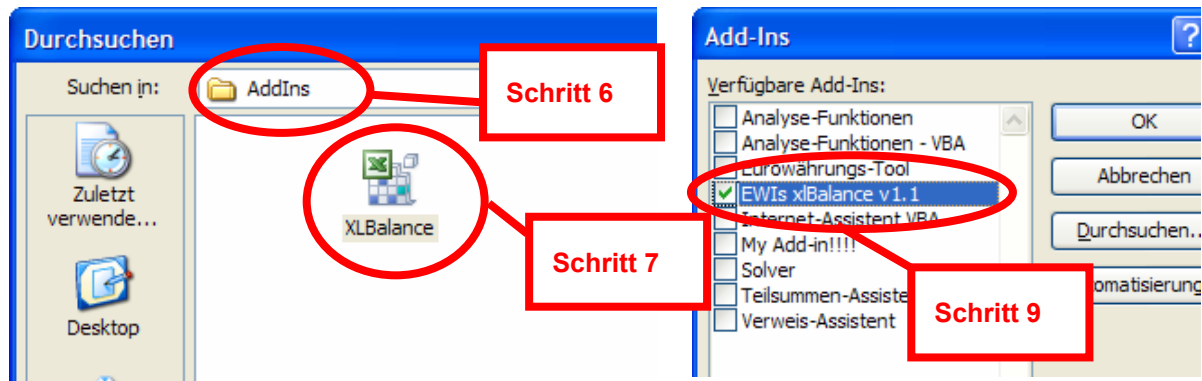 Durchsuchen
Suchen in:
AddIns
Schritt 6
Zuletzt
verwende...
XLBalance
Schritt 7
Desktop
Add-Ins
?
Verfügbare Add-Ins:
Analyse-Funktionen
Analyse-Funktionen - VBA
Eurowährungs-Tool
EWIs xlBalance v1.1
Internet-Assistent VBA
My Add-in!!!!
Solver
Teilsummen-Assiste
Verweis-Assistent
Schritt 9
OK
Abbrechen
Durchsuchen..
omatisierung